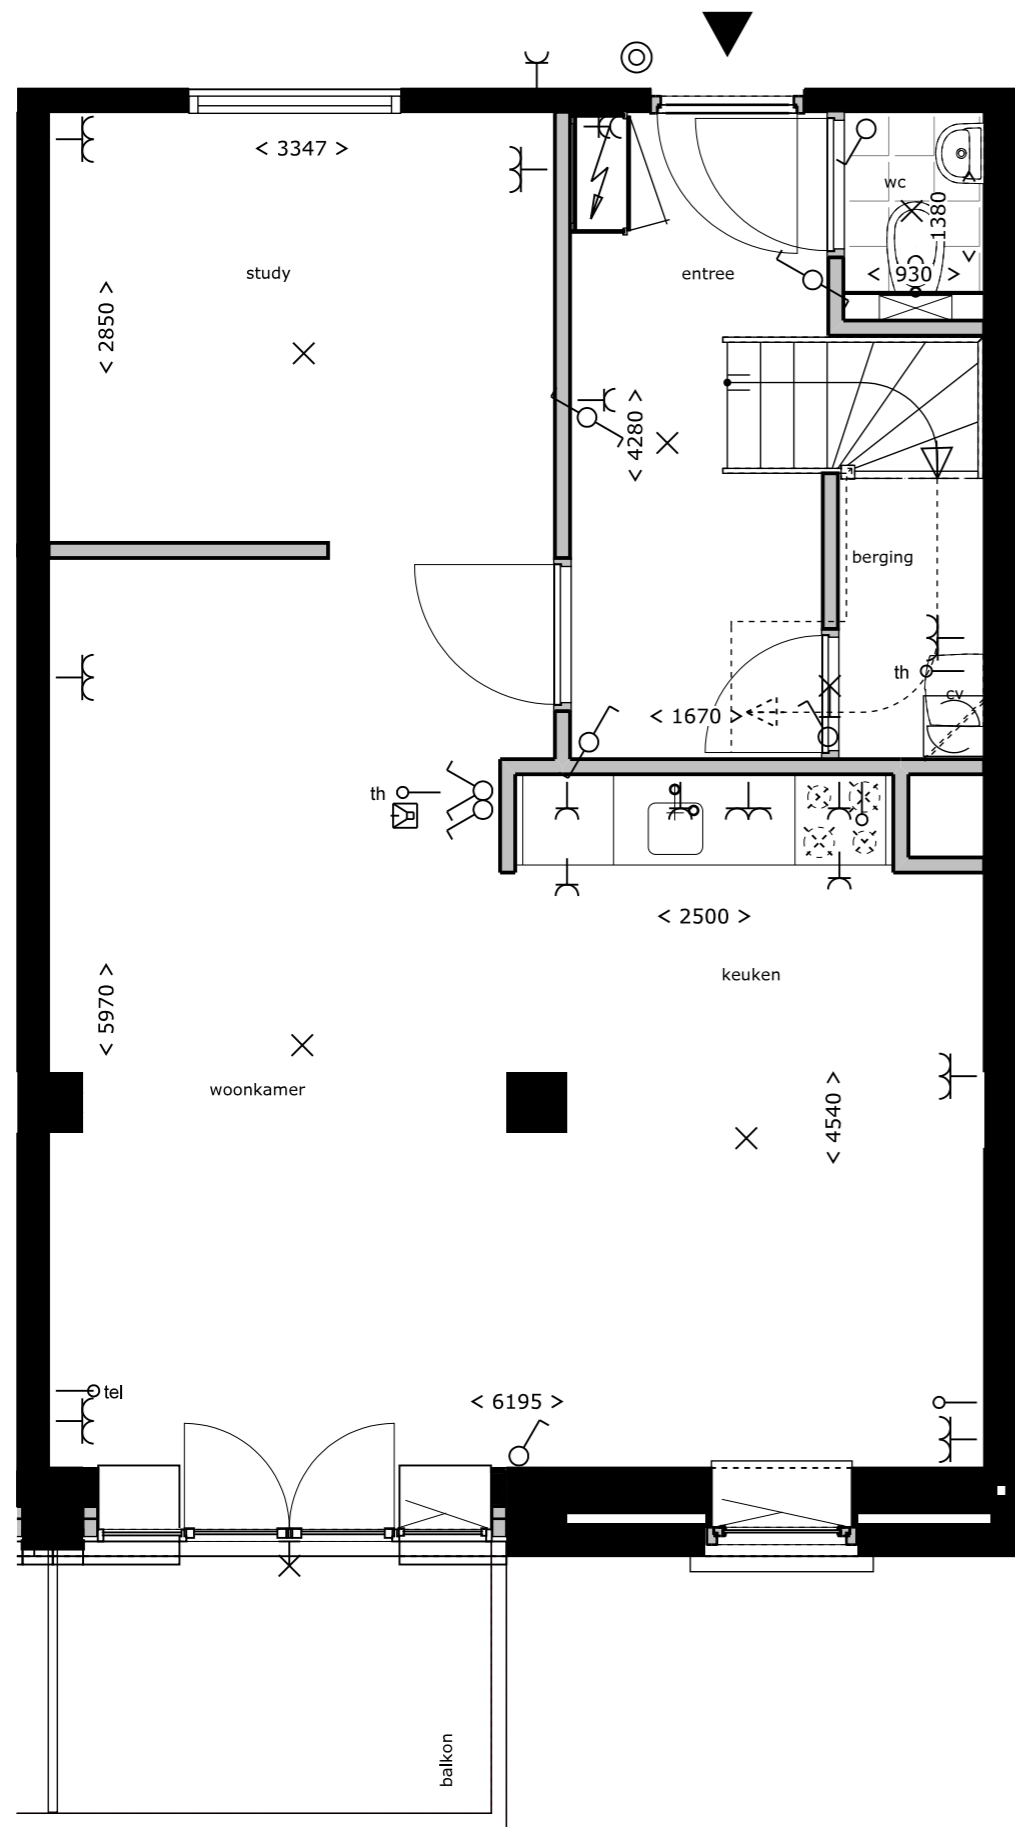 < 3347 >
wc
1380 < >
< 930 >
study
entree
< 2850 >
< 4280 >
berging
th
cv
< 1670 >
th
< 2500 >
keuken
< 5970 >
woonkamer
< 4540 >
tel
< 6195 >
balkon